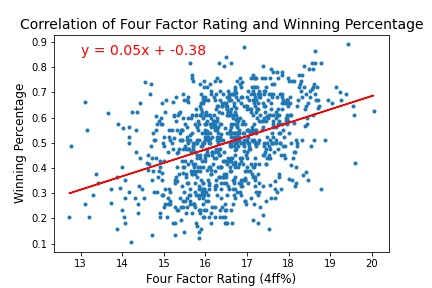 Correlation of Four Factor Rating and Winning Percentage
y = 0.05x + -0.38
Winning Percentage
0.9
0.8
0.7
0.6
0.5
0.4
0.3
0.2
0.1
13 14 15 16 17 18 19 20
Four Factor Rating (4ff%)